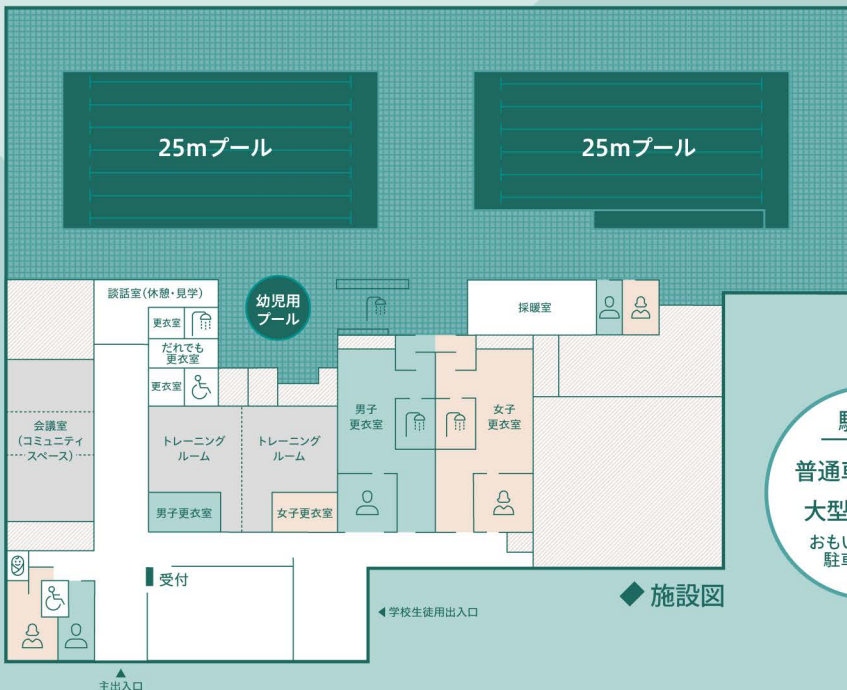 25mプール
25mプール
談話室(休憩・見学)
更衣室
だれでも
更衣室
更衣室
幼児用
プール
採暖室
会議室
(コミュニティ
スペース)
トレーニング
ルーム
トレーニング
ルーム
男子更衣室
女子更衣室
男子
更衣室
女子
更衣室
受付
◀学校生徒用出入口
▲
主出入口
◆ 施設図
普通車
大型
おもい
駐車